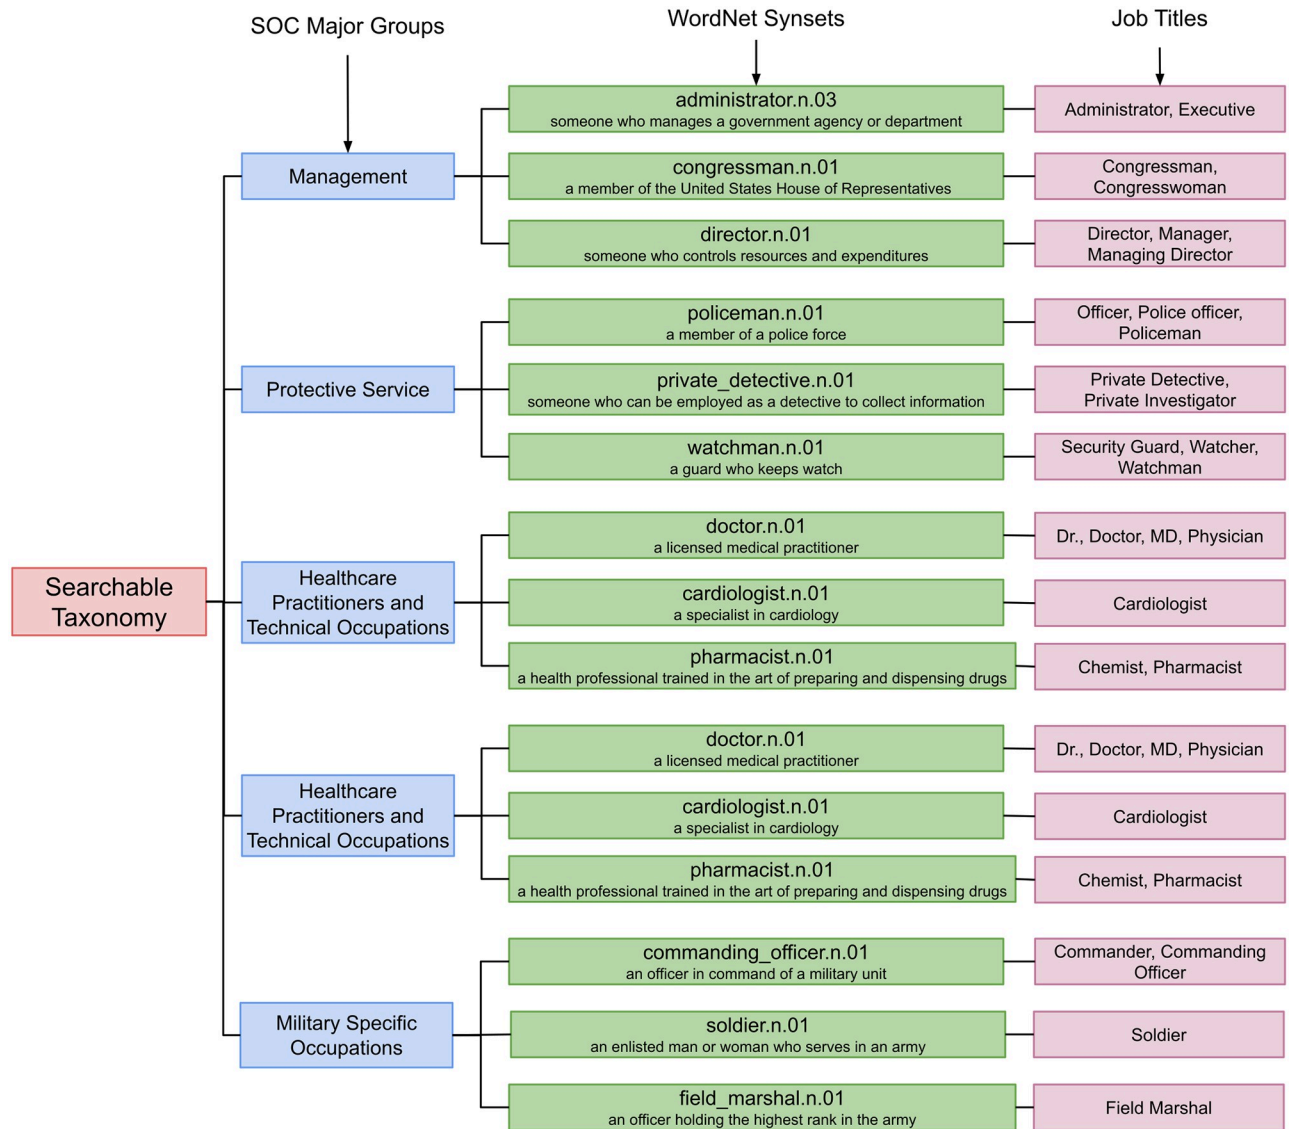 SOC Major Groups
WordNet Synsets
Job Titles
Searchable
Taxonomy
Management
administrator.n.03
someone who manages a government agency or department
Administrator, Executive
congressman.n.01
a member of the United States House of Representatives
Congressman,
Congresswoman
director.n.01
someone who controls resources and expenditures
Director, Manager,
Managing Director
Protective Service
policeman.n.01
a member of a police force
Officer, Police officer,
Policeman
private_detective.n.01
someone who can be employed as a detective to collect information
Private Detective,
Private Investigator
watchman.n.01
a guard who keeps watch
Security Guard, Watcher,
Watchman
Healthcare
Practitioners and
Technical Occupations
doctor.n.01
a licensed medical practitioner
Dr., Doctor, MD, Physician
cardiologist.n.01
a specialist in cardiology
Cardiologist
pharmacist.n.01
a health professional trained in the art of preparing and dispensing drugs
Chemist, Pharmacist
Healthcare
Practitioners and
Technical Occupations
doctor.n.01
a licensed medical practitioner
Dr., Doctor, MD, Physician
cardiologist.n.01
a specialist in cardiology
Cardiologist
pharmacist.n.01
a health professional trained in the art of preparing and dispensing drugs
Chemist, Pharmacist
Military Specific
Occupations
commanding_officer.n.01
an officer in command of a military unit
Commander, Commanding
Officer
soldier.n.01
an enlisted man or woman who serves in an army
Soldier
field_marshal.n.01
an officer holding the highest rank in the army
Field Marshal